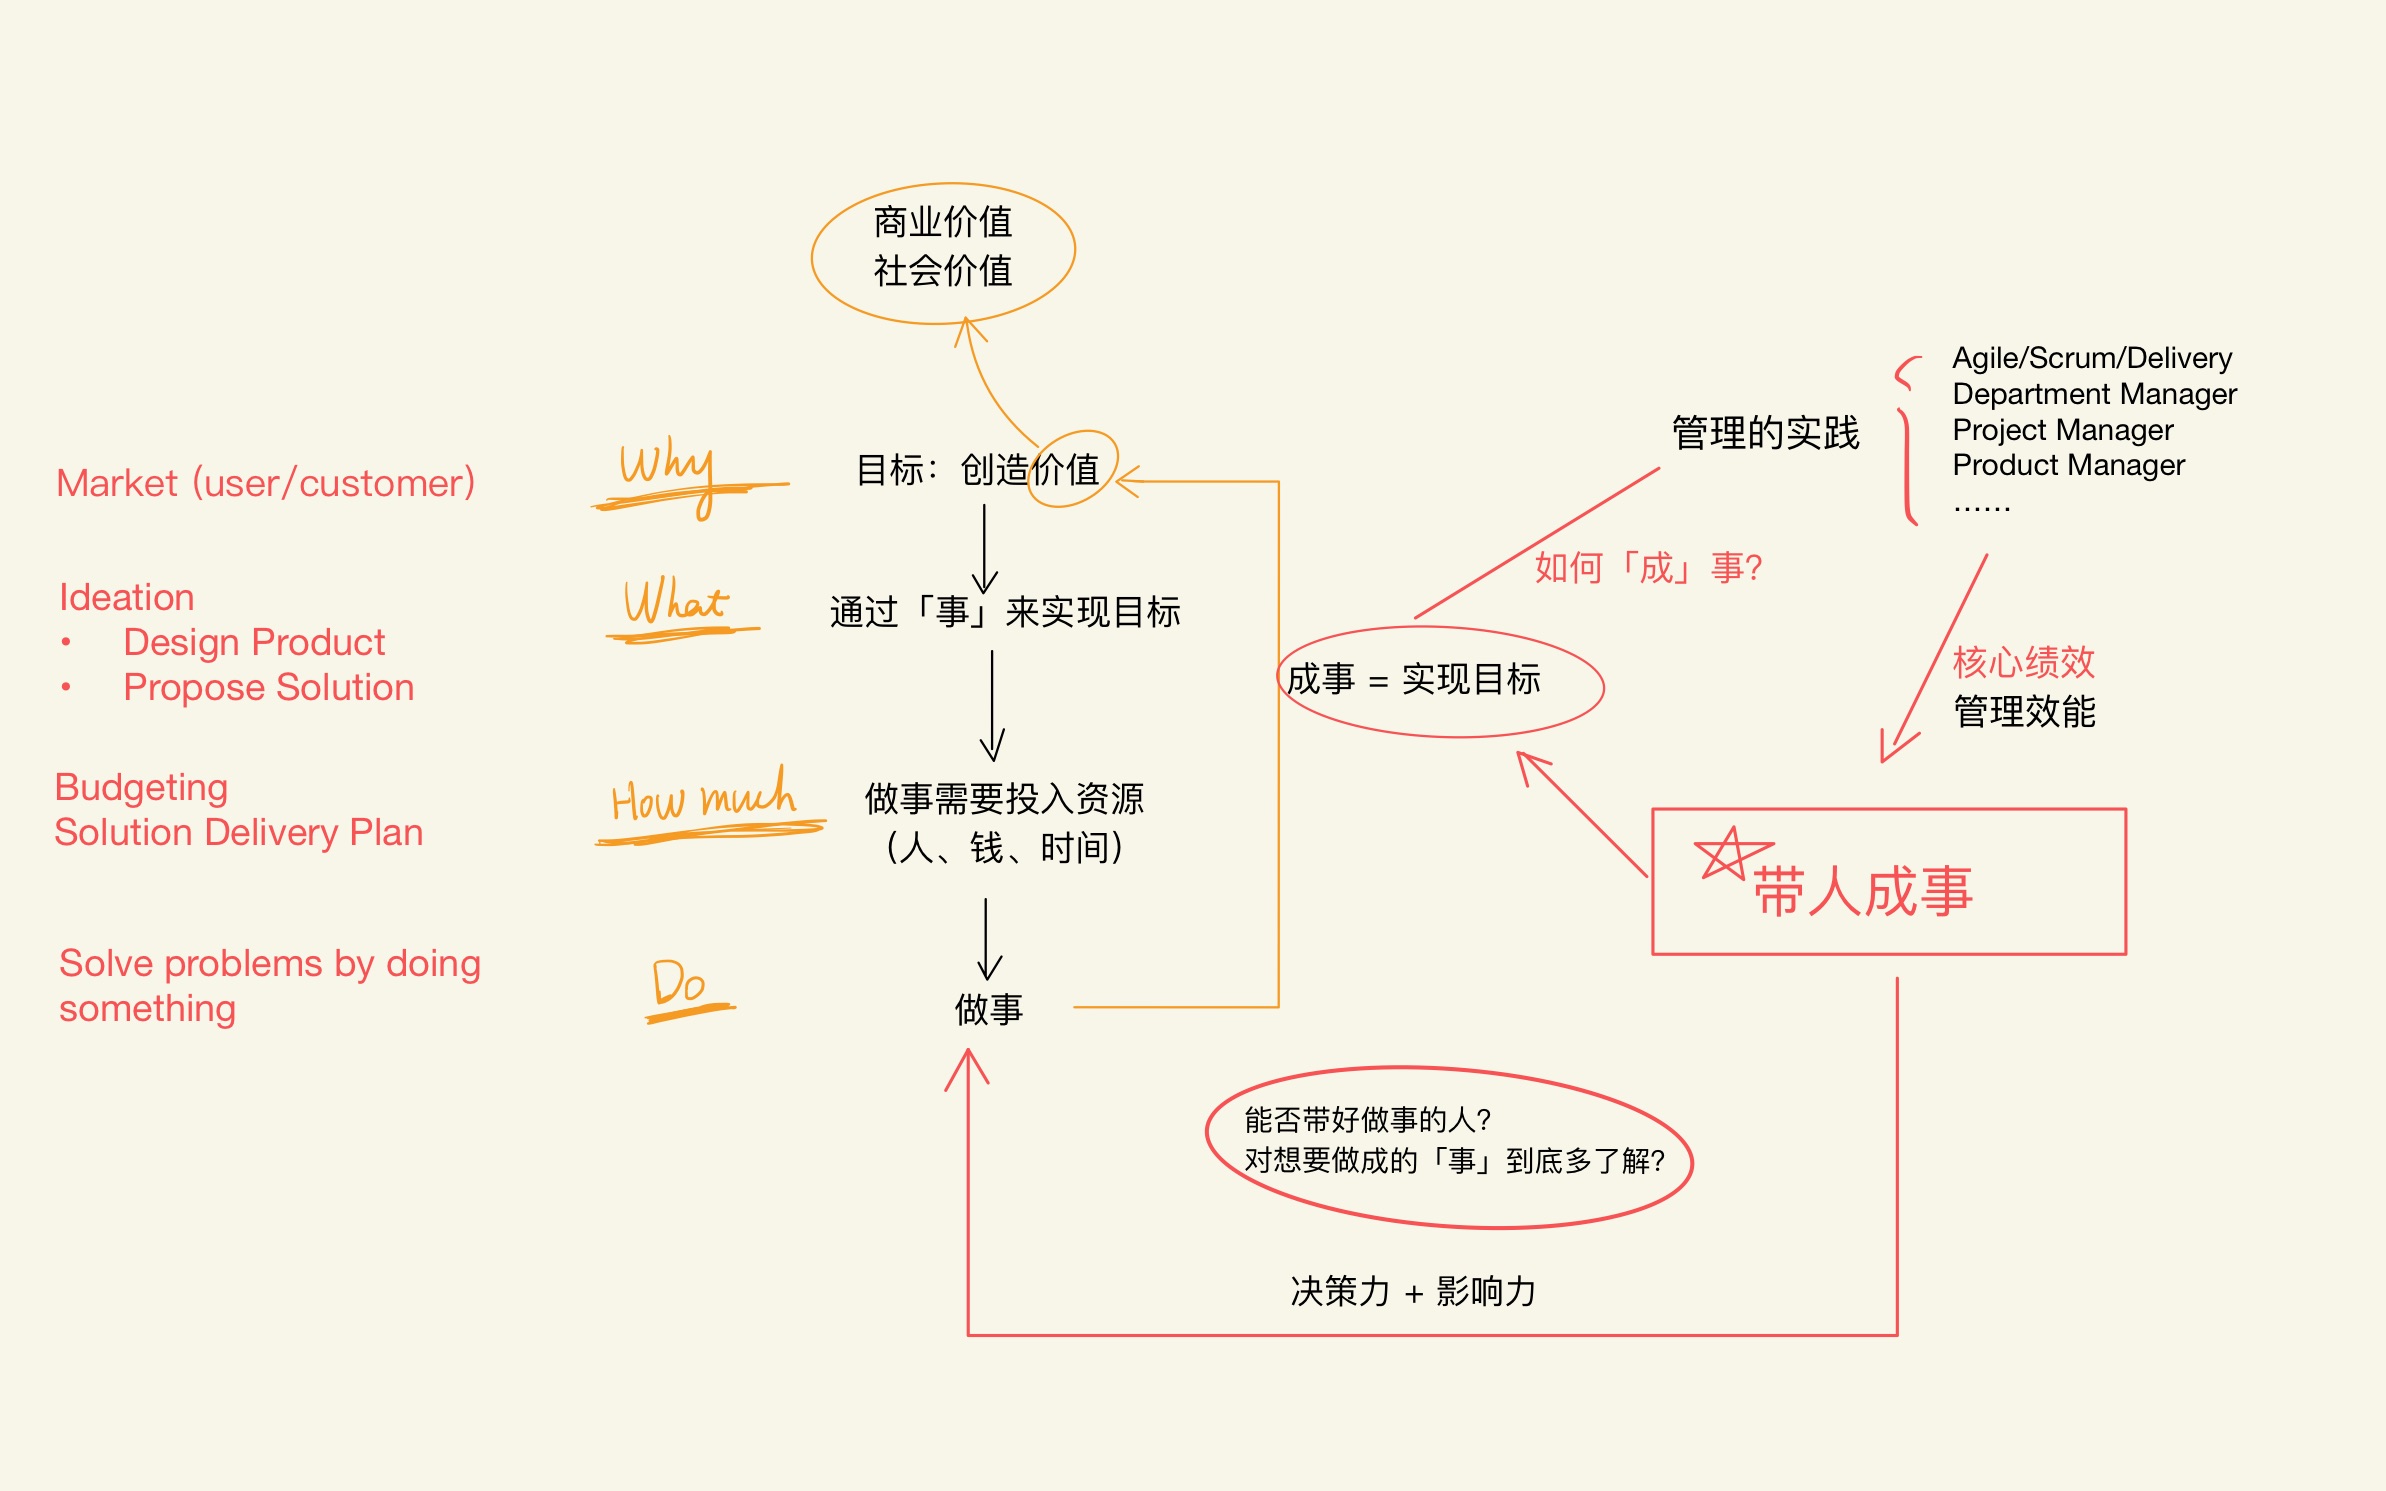 商业价值
社会价值
Market (user/customer)
Why
目标：创造价值
Ideation
• Design Product
• Propose Solution
What
通过「事」来实现目标
Budgeting
Solution Delivery Plan
How much
做事需要投入资源
（人、钱、时间）
Solve problems by doing
something
Do
做事
成事 = 实现目标
如何「成」事？
管理的实践
Agile/Scrum/Delivery
Department Manager
Project Manager
Product Manager
……
核心绩效
管理效能
带人成事
能否带好做事的人？
对想要做成的「事」到底多了解？
决策力 + 影响力